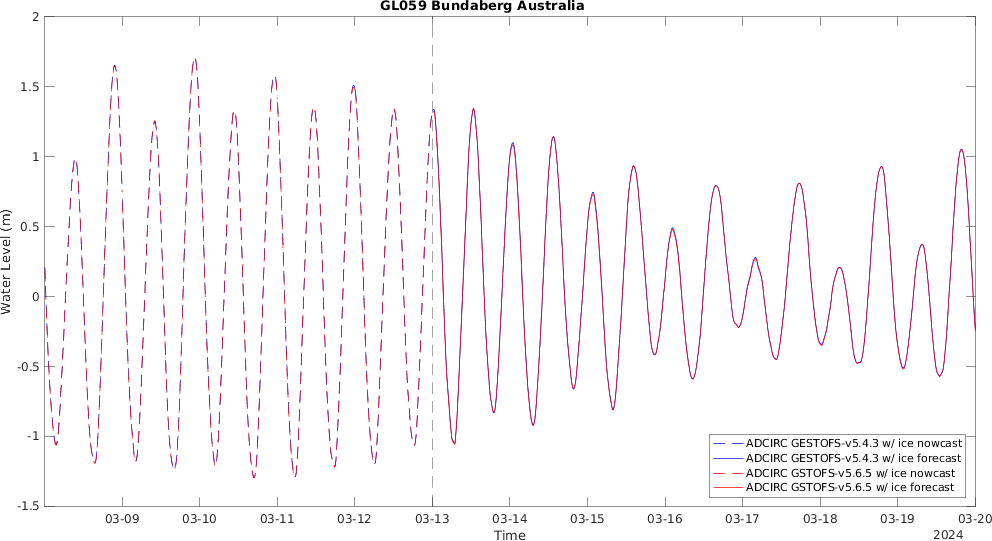 GL059 Bundaberg Australia
2
1.5
1
0.5
0
-0.5
-1
-1.5
Water Level (m)
ADCIRC GESTOFS-v5.4.3 w/ ice nowcast
ADCIRC GESTOFS-v5.4.3 w/ ice forecast
ADCIRC GSTOFS-v5.6.5 w/ ice nowcast
ADCIRC GSTOFS-v5.6.5 w/ ice forecast
03-09 03-10 03-11 03-12 03-13 03-14 03-15 03-16 03-17 03-18 03-19 03-20
Time 2024